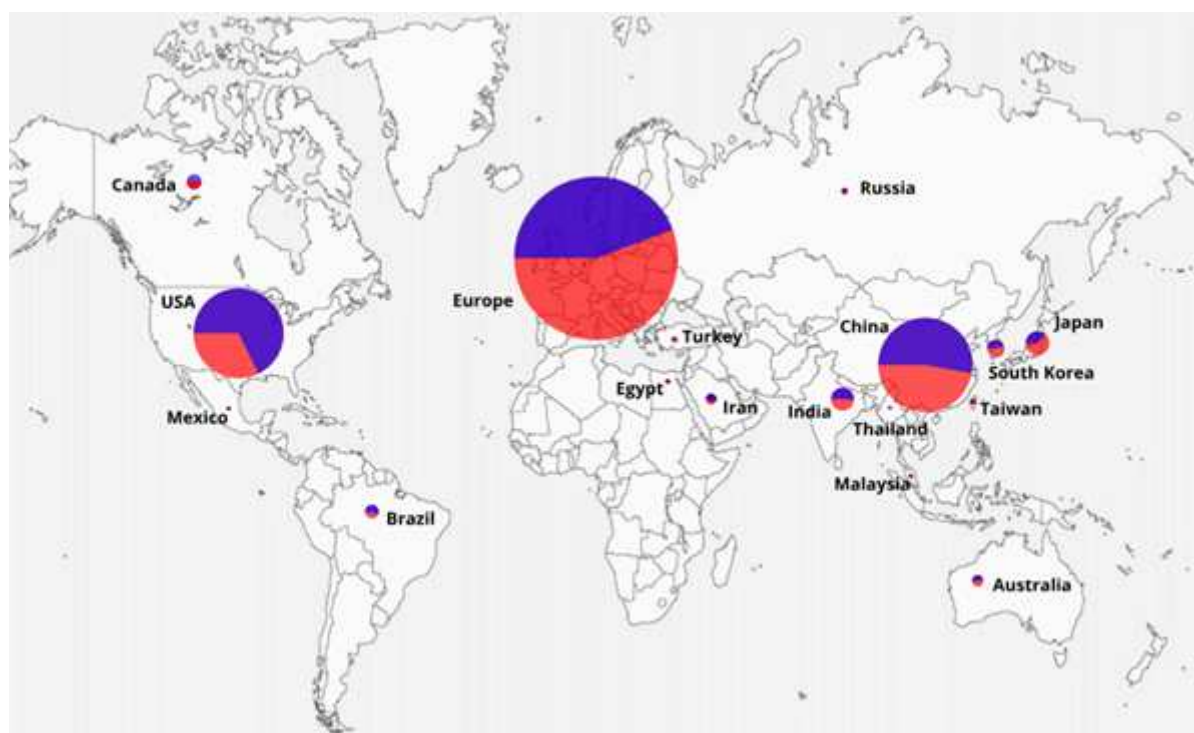 Canada
Russia
USA
Europe
Japan
China
Turkey
South Korea
Egypt
Iran
India
Taiwan
Mexico
Thailand
Malaysia
Brazil
Australia